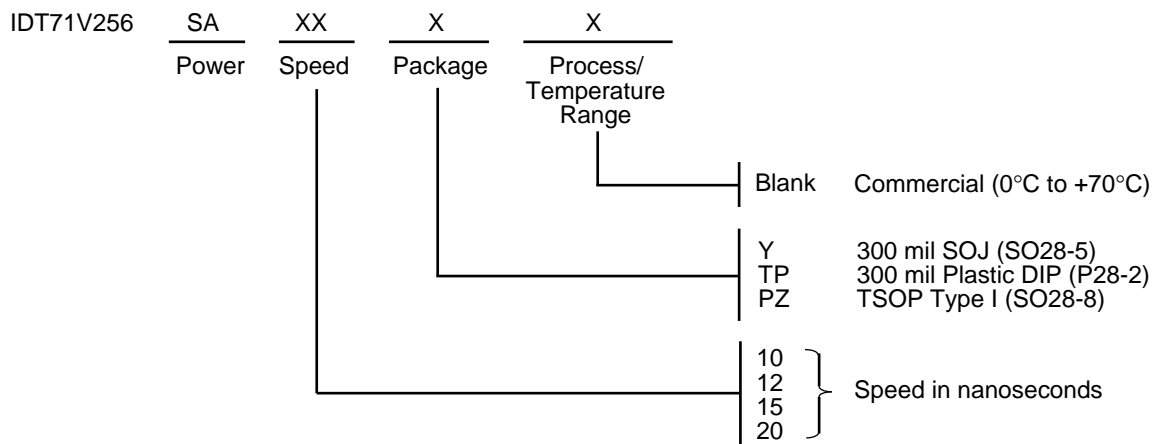 IDT71V256 SA XX X X
Power Speed Package Process/
Temperature
Range
Blank Commercial (0°C to +70°C)
Y 300 mil SOJ (SO28-5)
TP 300 mil Plastic DIP (P28-2)
PZ TSOP Type I (SO28-8)
10
12
15
20
Speed in nanoseconds